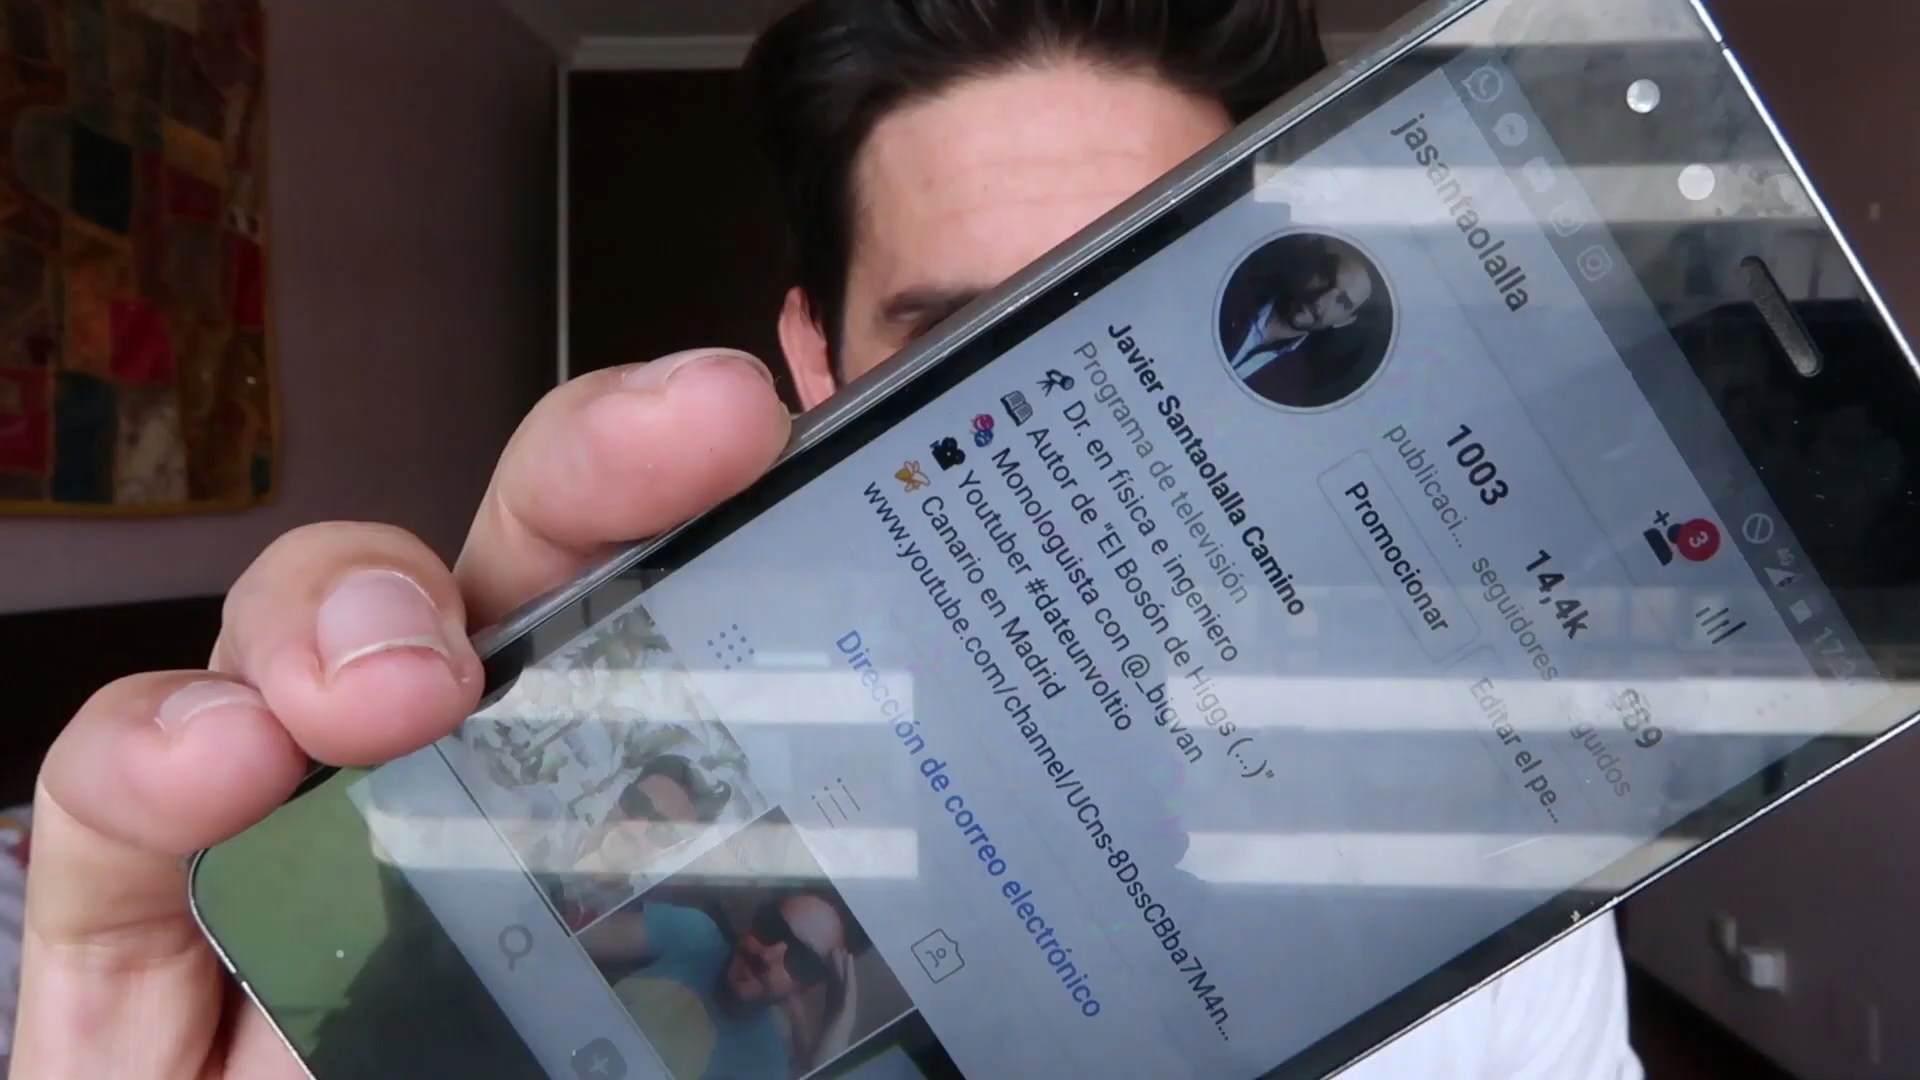 jasantaolalla
3
1003
publicaci...
14,4k
seguidores
Promocionar
Editar el pe...
Javier Santaolalla Camino
Programa de televisión
Dr. en física e ingeniero
Autor de "El Bosón de Higgs (...)"
Monologuista con @_bigvan
Youtuber #dateunvoltio
Canario en Madrid
www.youtube.com/channel/UCns-8DssCBba7M4n...
Dirección de correo electrónico